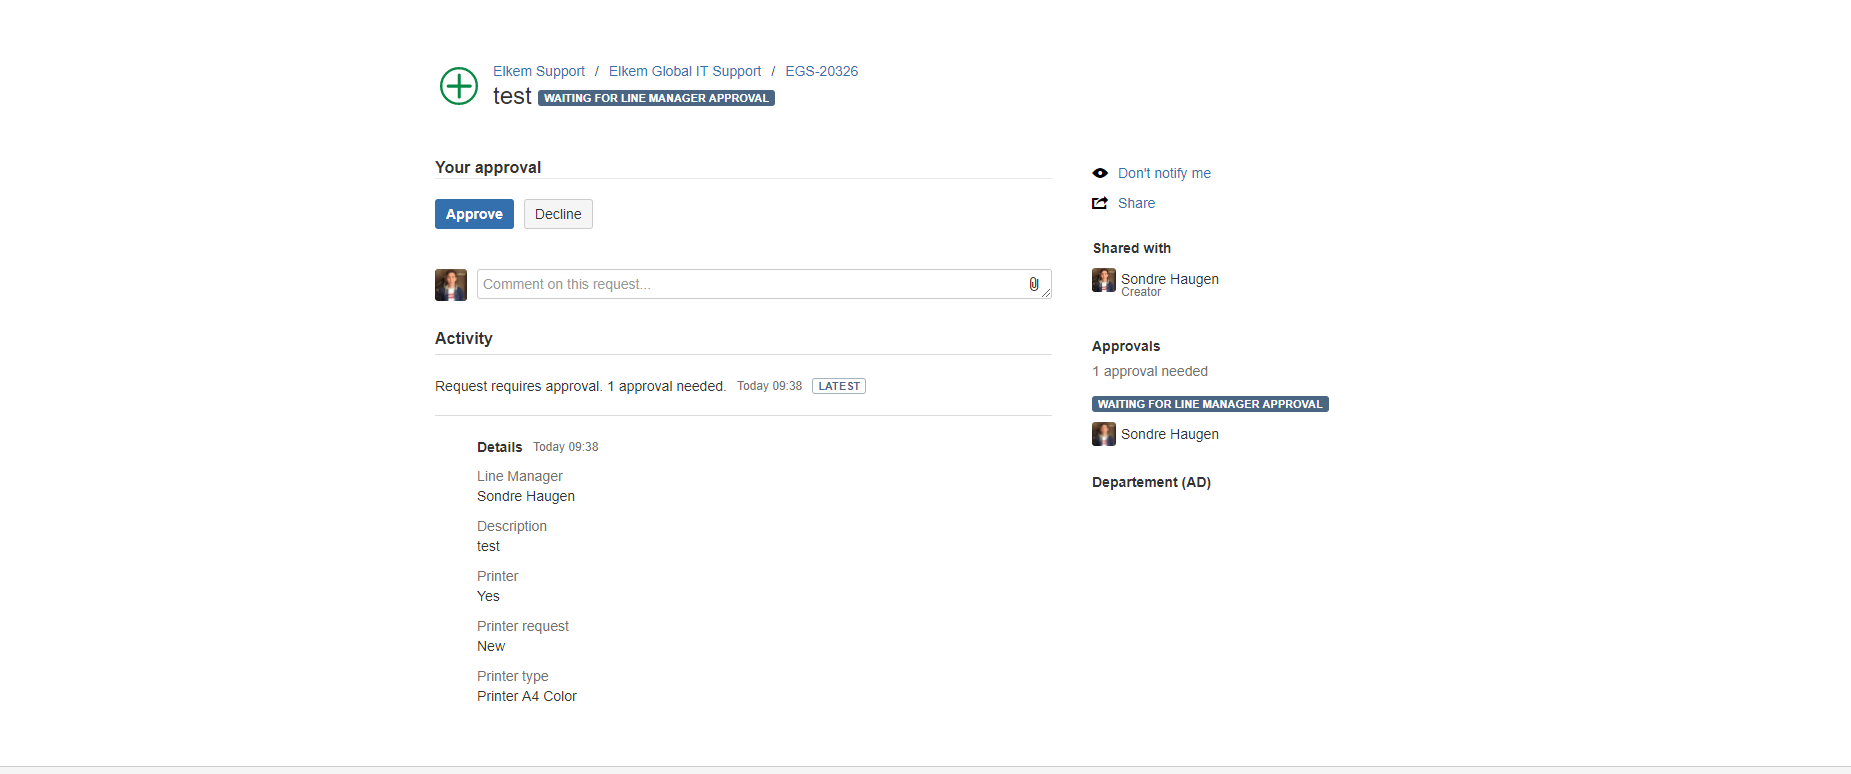 Elkem Support / Elkem Global IT Support / EGS-20326
test WAITING FOR LINE MANAGER APPROVAL
Your approval
Approve Decline
Comment on this request...
Activity
Request requires approval. 1 approval needed. Today 09:38 LATEST
Details Today 09:38
Line Manager
Sondre Haugen
Description
test
Printer
Yes
Printer request
New
Printer type
Printer A4 Color
Don't notify me
Share
Shared with
Sondre Haugen
Creator
Approvals
1 approval needed
WAITING FOR LINE MANAGER APPROVAL
Sondre Haugen
Departement (AD)